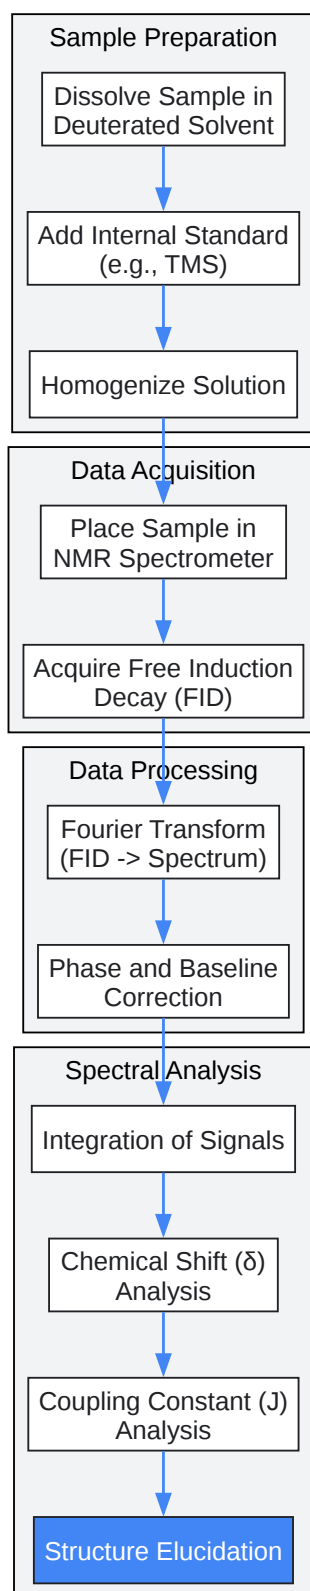 Sample Preparation
Dissolve Sample in
Deuterated Solvent
Add Internal Standard
(e.g., TMS)
Homogenize Solution
Data Acquisition
Place Sample in
NMR Spectrometer
Acquire Free Induction
Decay (FID)
Data Processing
Fourier Transform
(FID -> Spectrum)
Phase and Baseline
Correction
Spectral Analysis
Integration of Signals
Chemical Shift (δ)
Analysis
Coupling Constant (J)
Analysis
Structure Elucidation